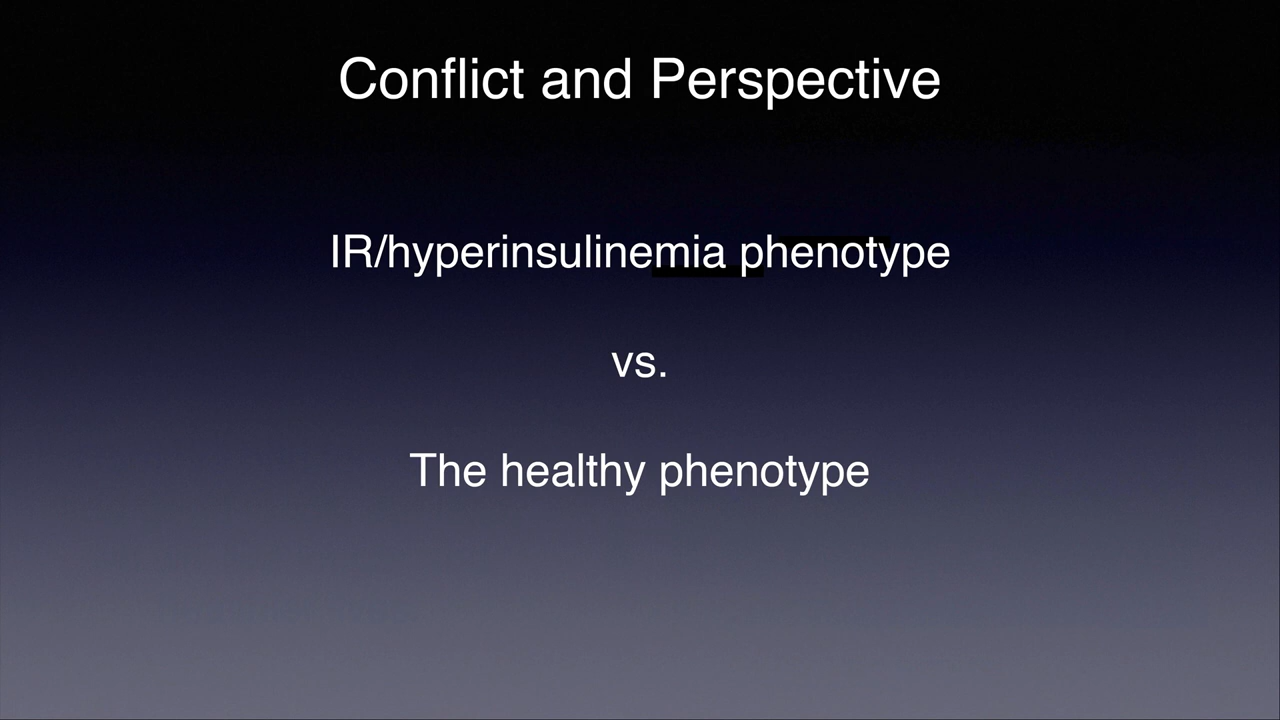 Conflict and Perspective
IR/hyperinsulinemia phenotype
vs.
The healthy phenotype